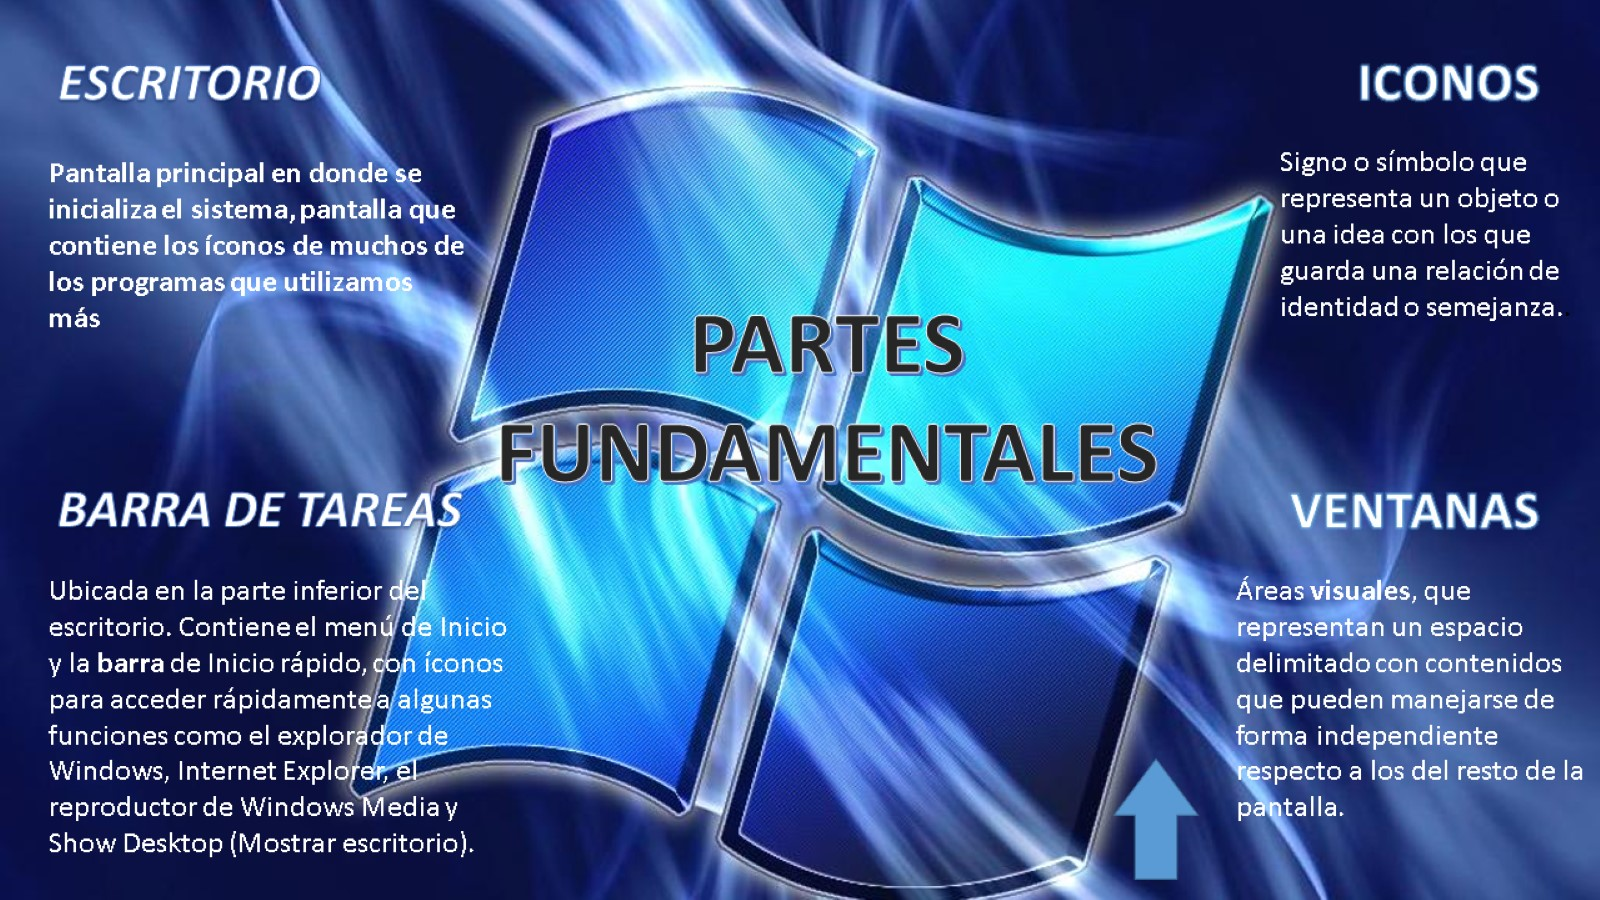 ESCRITORIO
Pantalla principal en donde se
inicializa el sistema, pantalla que
contiene los íconos de muchos de
los programas que utilizamos
más
ICONOS
Signo o símbolo que
representa un objeto o
una idea con los que
guarda una relación de
identidad o semejanza..
PARTES
FUNDAMENTALES
BARRA DE TAREAS
Ubicada en la parte inferior del
escritorio. Contiene el menú de Inicio
y la barra de Inicio rápido, con íconos
para acceder rápidamente a algunas
funciones como el explorador de
Windows, Internet Explorer, el
reproductor de Windows Media y
Show Desktop (Mostrar escritorio).
VENTANAS
Áreas visuales, que
representan un espacio
delimitado con contenidos
que pueden manejarse de
forma independiente
respecto a los del resto de la
pantalla.